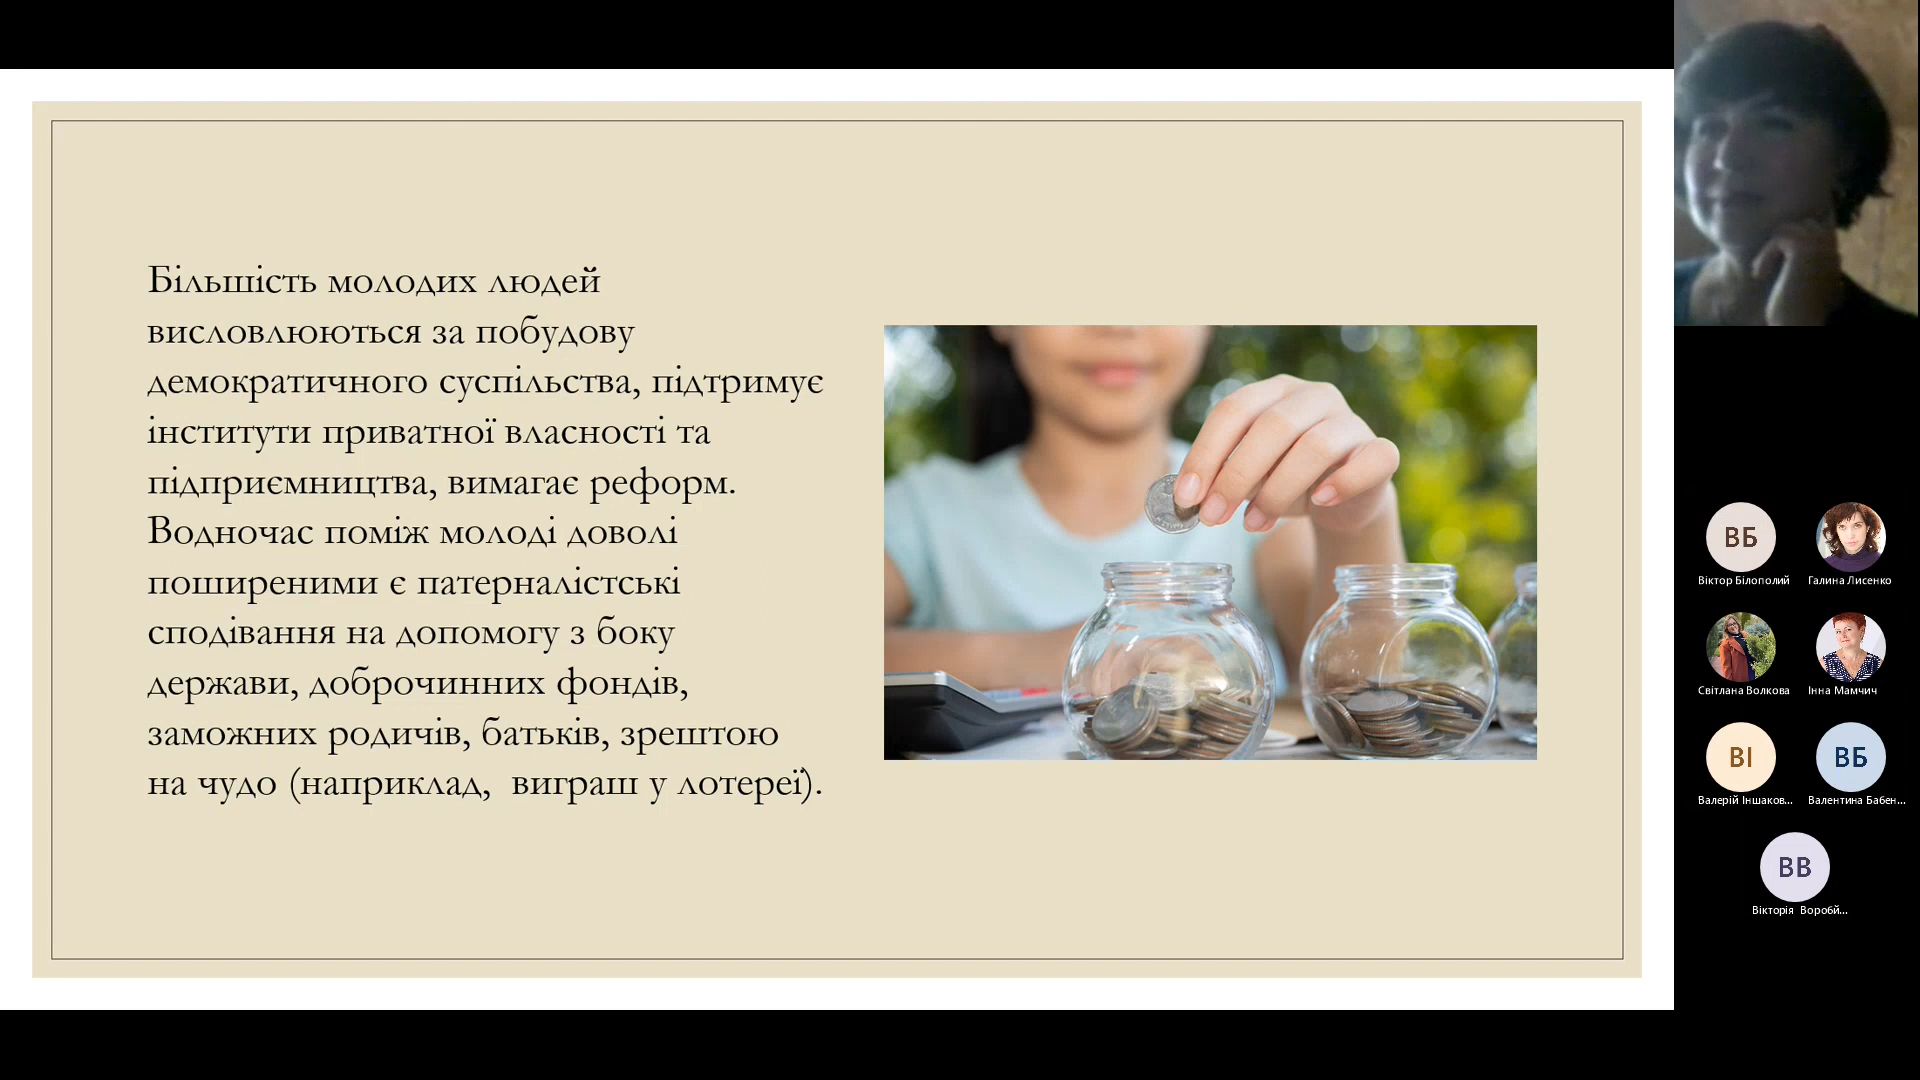 Більшість молодих людей
висловлюються за побудову
демократичного суспільства, підтримує
інститути приватної власності та
підприємництва, вимагає реформ.
Водночас поміж молоді доволі
поширеними є патерналістські
сподівання на допомогу з боку
держави, доброчинних фондів,
заможних родичів, батьків, зрештою
на чудо (наприклад,  виграш у лотереї).
ВБ
Віктор Білополий
Галина Лисенко
Світлана Волкова
Інна Мамчич
ВІ
Валерій Іншаков...
ВБ
Валентина Бабен...
ВВ
Вікторія  Воробй...